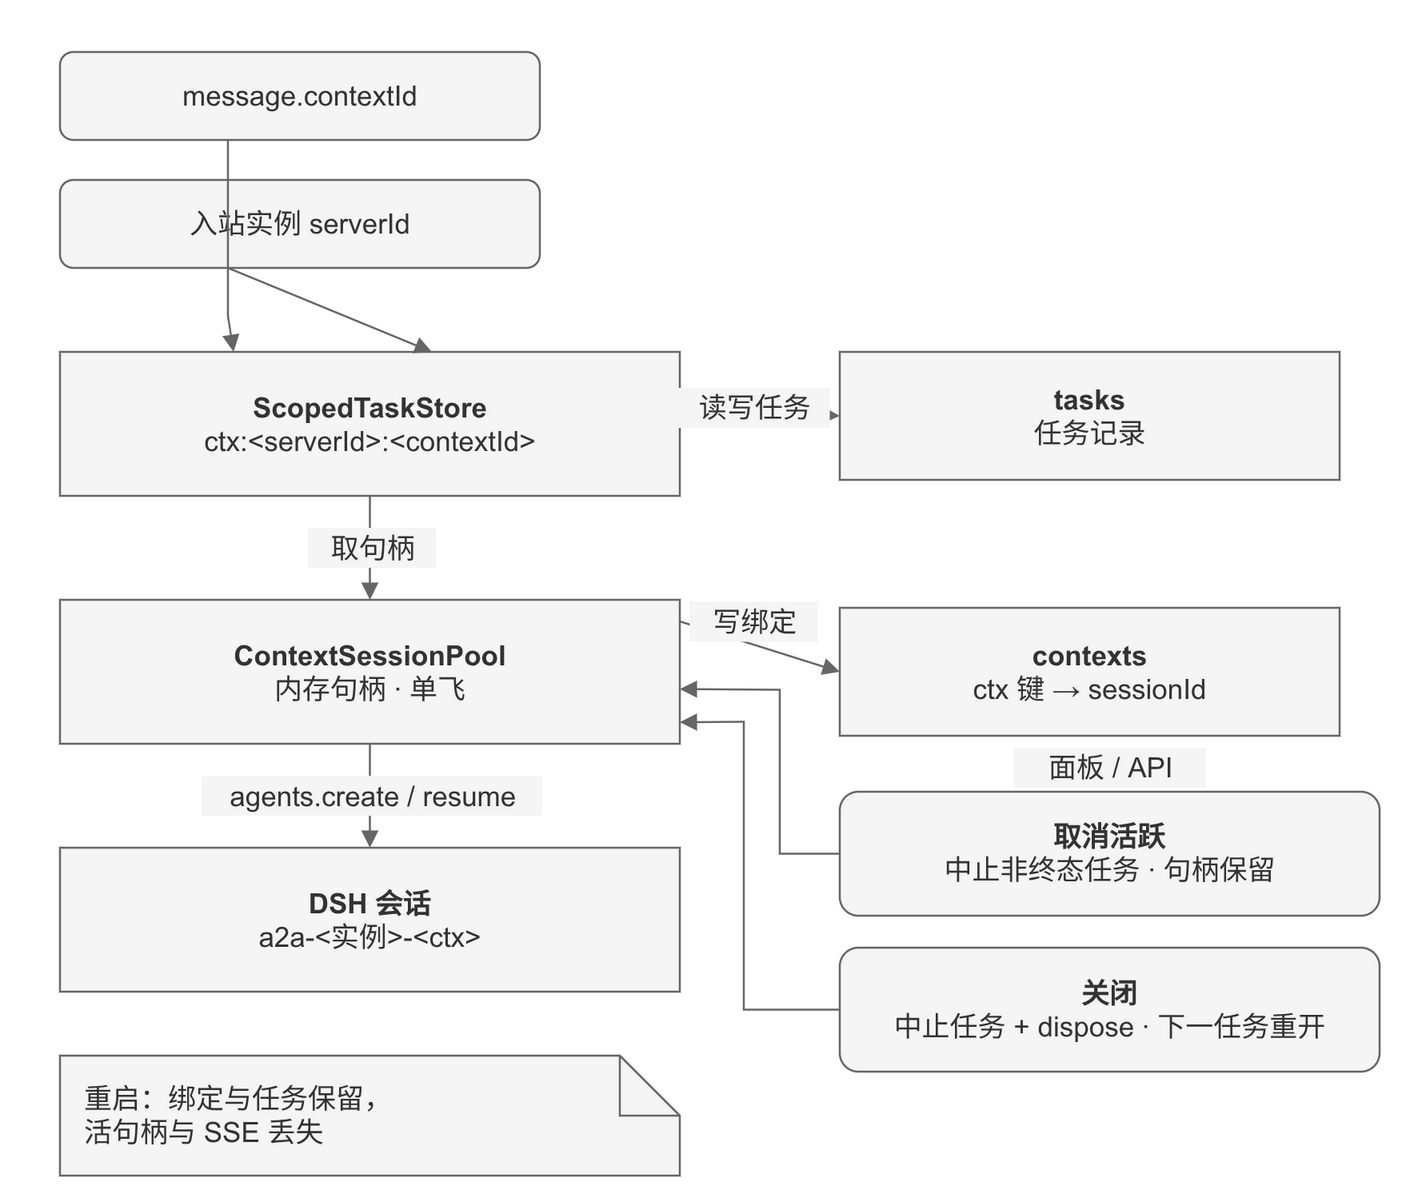 message.contextId
入站实例 serverId
ScopedTaskStore
ctx:<serverId>:<contextId>
读写任务
tasks
任务记录
取句柄
ContextSessionPool
内存句柄 · 单飞
写绑定
contexts
ctx 键 → sessionId
面板 / API
agents.create / resume
取消活跃
中止非终态任务 · 句柄保留
DSH 会话
a2a-<实例>-<ctx>
关闭
中止任务 + dispose · 下一任务重开
重启：绑定与任务保留，
活句柄与 SSE 丢失